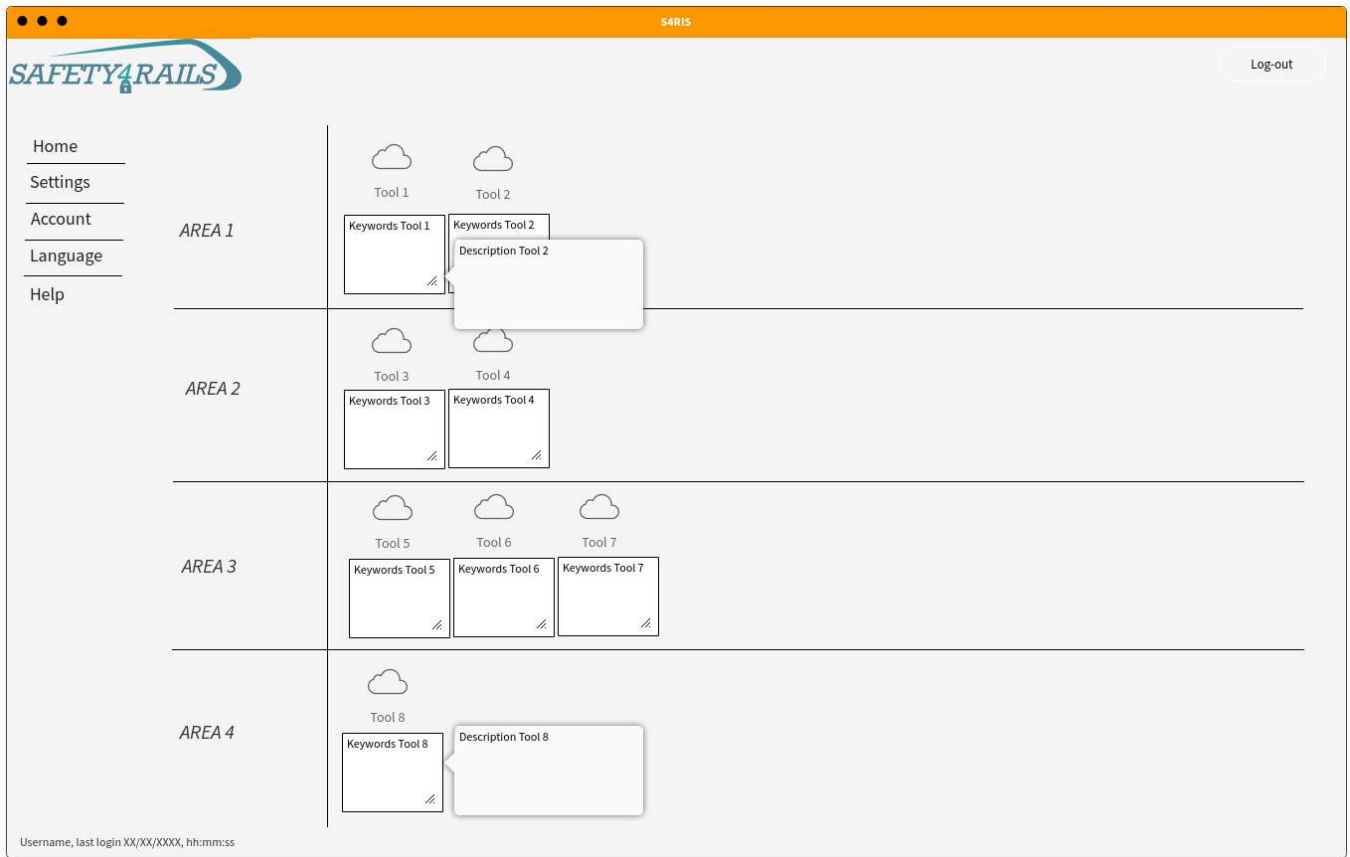 S4RIS
SAFETY4RAILS
Log-out
Home
Settings
Account
Language
Help
AREA 1
Tool 1
Tool 2
Keywords Tool 1
Keywords Tool 2
Description Tool 2
AREA 2
Tool 3
Tool 4
Keywords Tool 3
Keywords Tool 4
AREA 3
Tool 5
Tool 6
Tool 7
Keywords Tool 5
Keywords Tool 6
Keywords Tool 7
AREA 4
Tool 8
Keywords Tool 8
Description Tool 8
Username, last login XX/XX/XXXX, hh:mm:ss